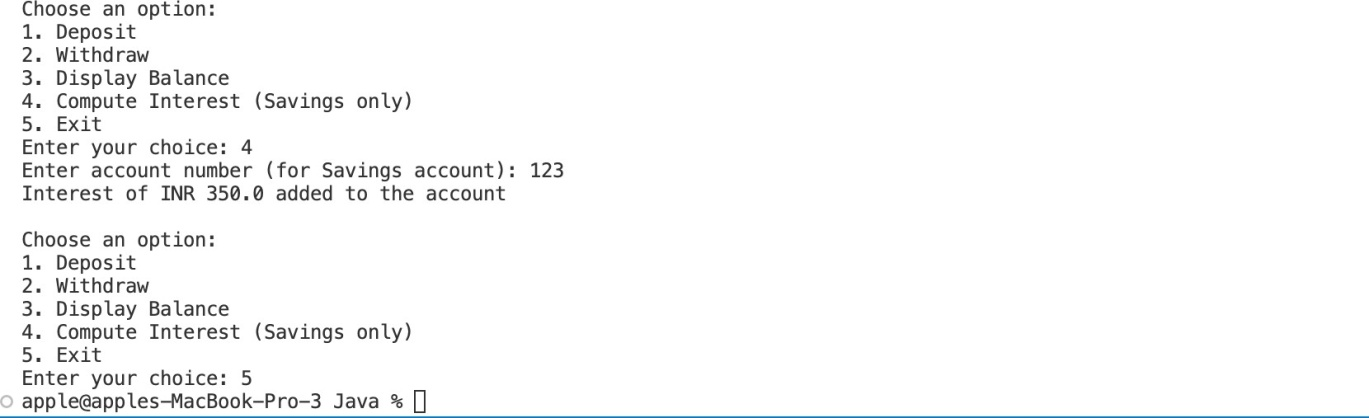 Choose an option:
1. Deposit
2. Withdraw
3. Display Balance
4. Compute Interest (Savings only)
5. Exit
Enter your choice: 4
Enter account number (for Savings account): 123
Interest of INR 350.0 added to the account
Choose an option:
1. Deposit
2. Withdraw
3. Display Balance
4. Compute Interest (Savings only)
5. Exit
Enter your choice: 5
apple@apples-MacBook-Pro-3 Java %